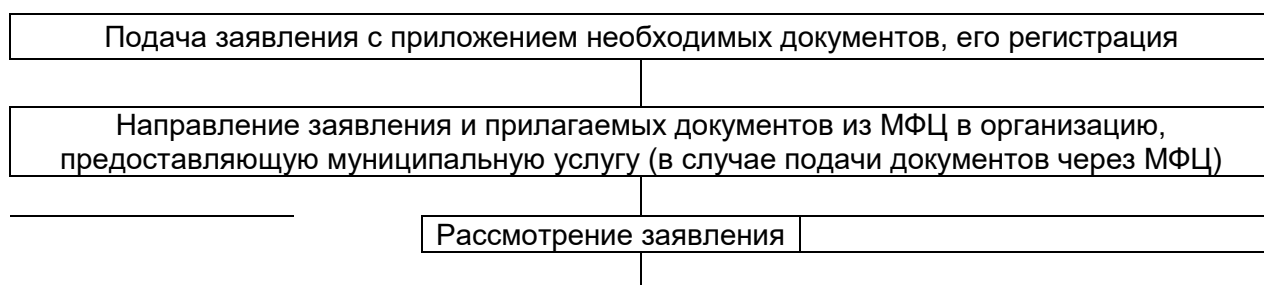 Подача заявления с приложением необходимых документов, его регистрация
Направление заявления и прилагаемых документов из МФЦ в организацию,
предоставляющую муниципальную услугу (в случае подачи документов через МФЦ)
Рассмотрение заявления